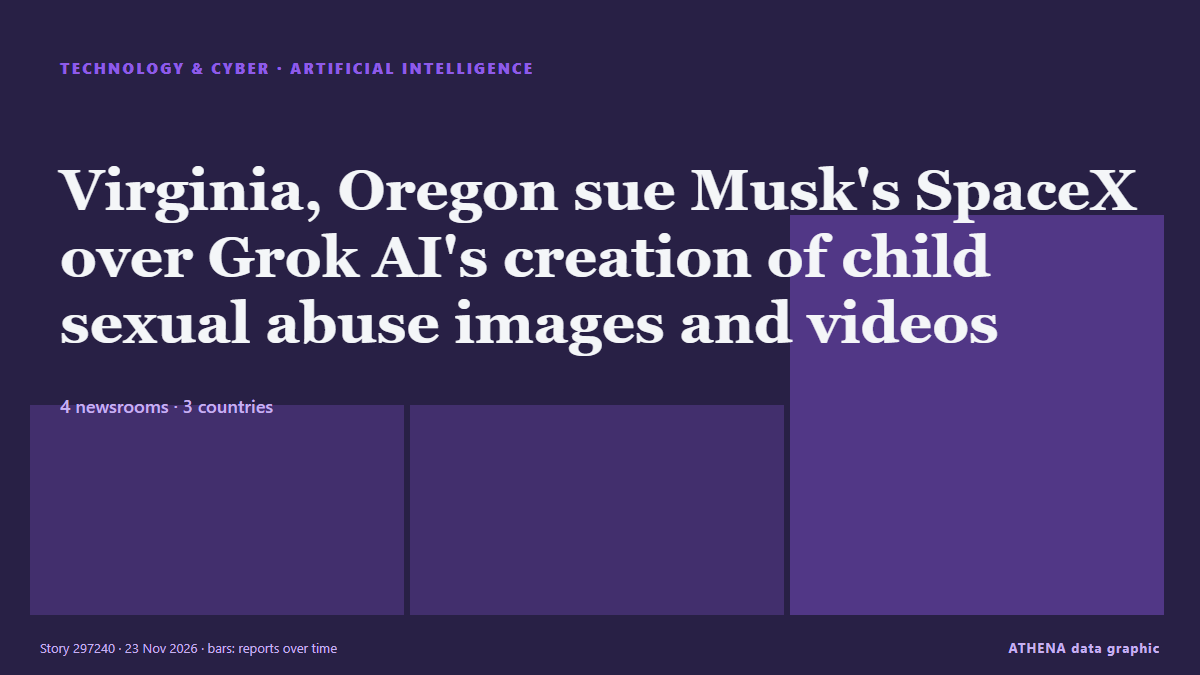 TECHNOLOGY & CYBER · ARTIFICIAL INTELLIGENCE
Virginia, Oregon sue Musk's SpaceX
over Grok AI's creation of child
sexual abuse images and videos
4 newsrooms · 3 countries
Story 297240 · 23 Nov 2026 · bars: reports over time
ATHENA data graphic